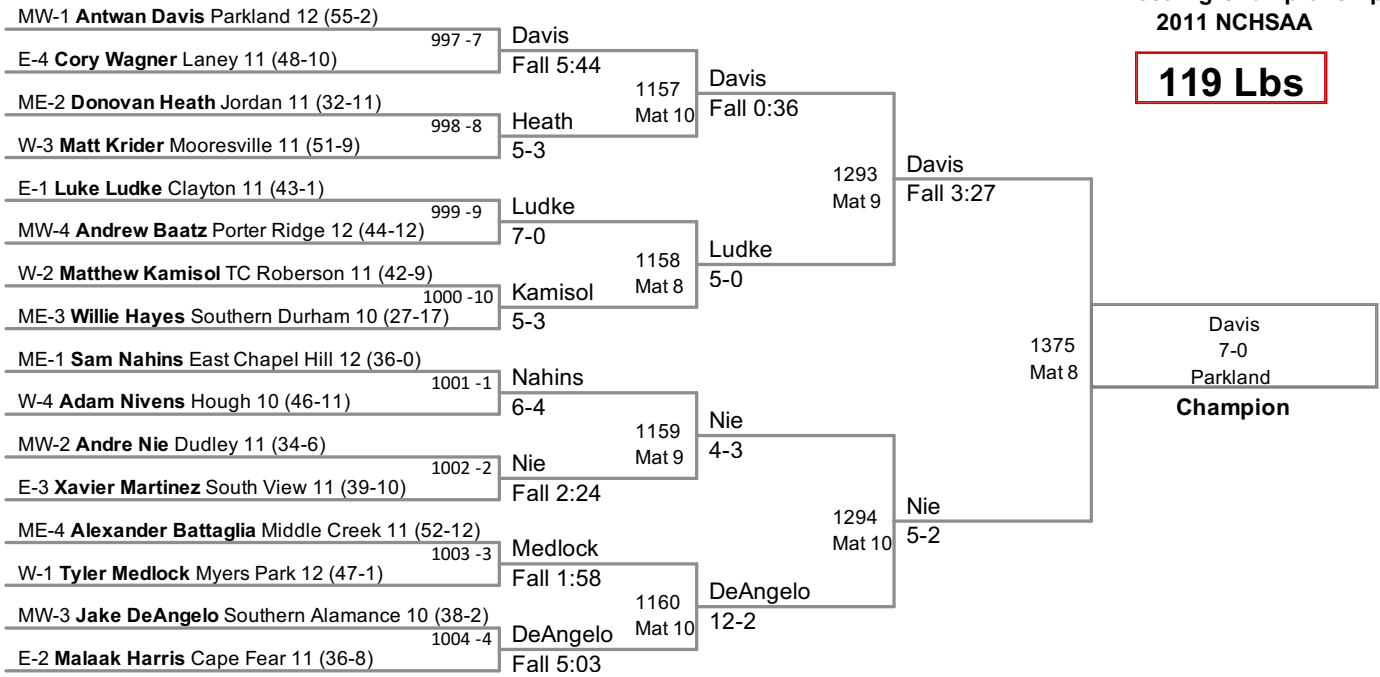 2011 NCHSAA
119 Lbs
MW-1 Antwan Davis Parkland 12 (55-2)
997 -7
E-4 Cory Wagner Laney 11 (48-10)
Davis
Fall 5:44
ME-2 Donovan Heath Jordan 11 (32-11)
998 -8
W-3 Matt Krider Mooresville 11 (51-9)
Heath
5-3
1157
Mat 10
Davis
Fall 0:36
E-1 Luke Ludke Clayton 11 (43-1)
999 -9
MW-4 Andrew Baatz Porter Ridge 12 (44-12)
Ludke
7-0
W-2 Matthew Kamisol TC Roberson 11 (42-9)
1000 -10
ME-3 Willie Hayes Southern Durham 10 (27-17)
Kamisol
5-3
1158
Mat 8
Ludke
5-0
1293
Mat 9
Davis
Fall 3:27
ME-1 Sam Nahins East Chapel Hill 12 (36-0)
1001 -1
W-4 Adam Nivens Hough 10 (46-11)
Nahins
6-4
MW-2 Andre Nie Dudley 11 (34-6)
1002 -2
E-3 Xavier Martinez South View 11 (39-10)
Nie
Fall 2:24
1159
Mat 9
Nie
4-3
ME-4 Alexander Battaglia Middle Creek 11 (52-12)
1003 -3
W-1 Tyler Medlock Myers Park 12 (47-1)
Medlock
Fall 1:58
MW-3 Jake DeAngelo Southern Alamance 10 (38-2)
1004 -4
E-2 Malaak Harris Cape Fear 11 (36-8)
DeAngelo
Fall 5:03
1160
Mat 10
DeAngelo
12-2
1294
Mat 10
Nie
5-2
1375
Mat 8
Davis
7-0
Parkland
Champion